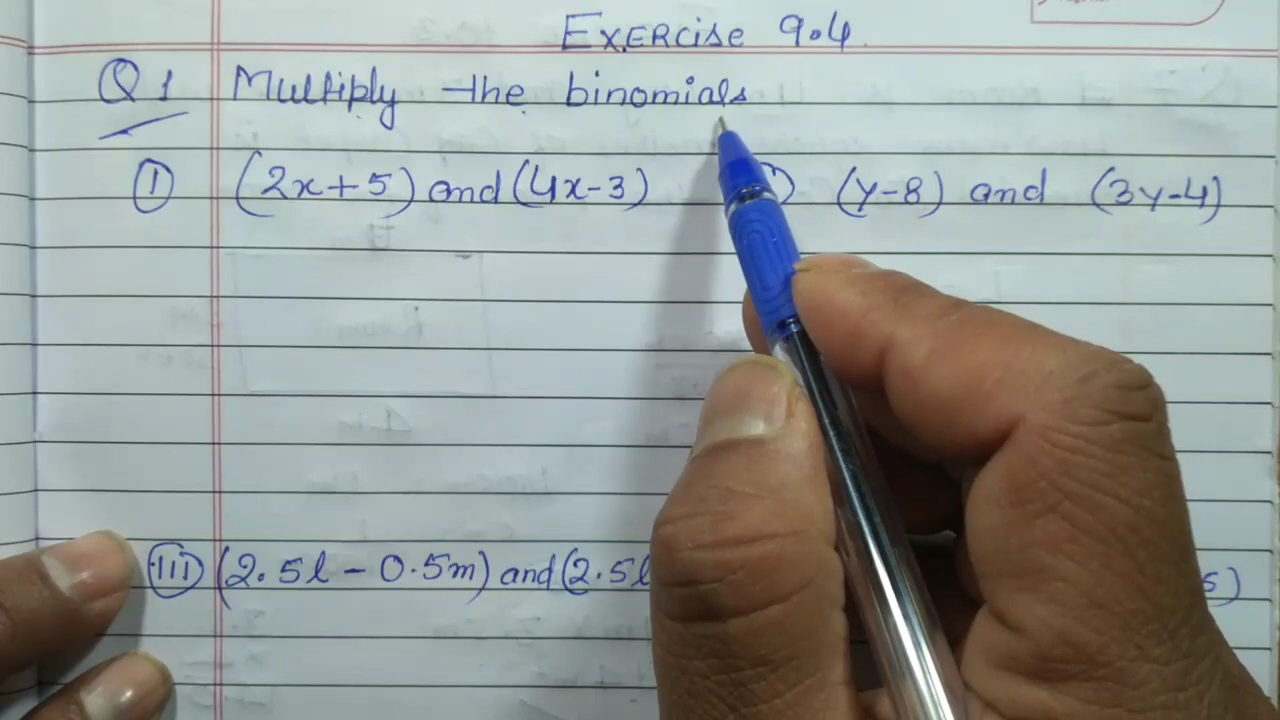 Exercise 9.4
Q1 Multiply the binomials
(i) (2x+5) and (4x-3) (y-8) and (3y-4)
(iii) (2.5l - 0.5m) and (2.5l